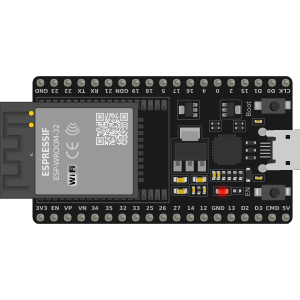 GND 23 22 TX RX 21 GND 19 18 5 17 16 4 0 2 15 D1 D0 CLK
Boot
ESPRESSIF
ESP-WROOM-32
CE
WiFi
EN
3V3 EN VP VN 34 35 32 33 25 26 27 14 12 GND 13 D2 D3 CMD 5V